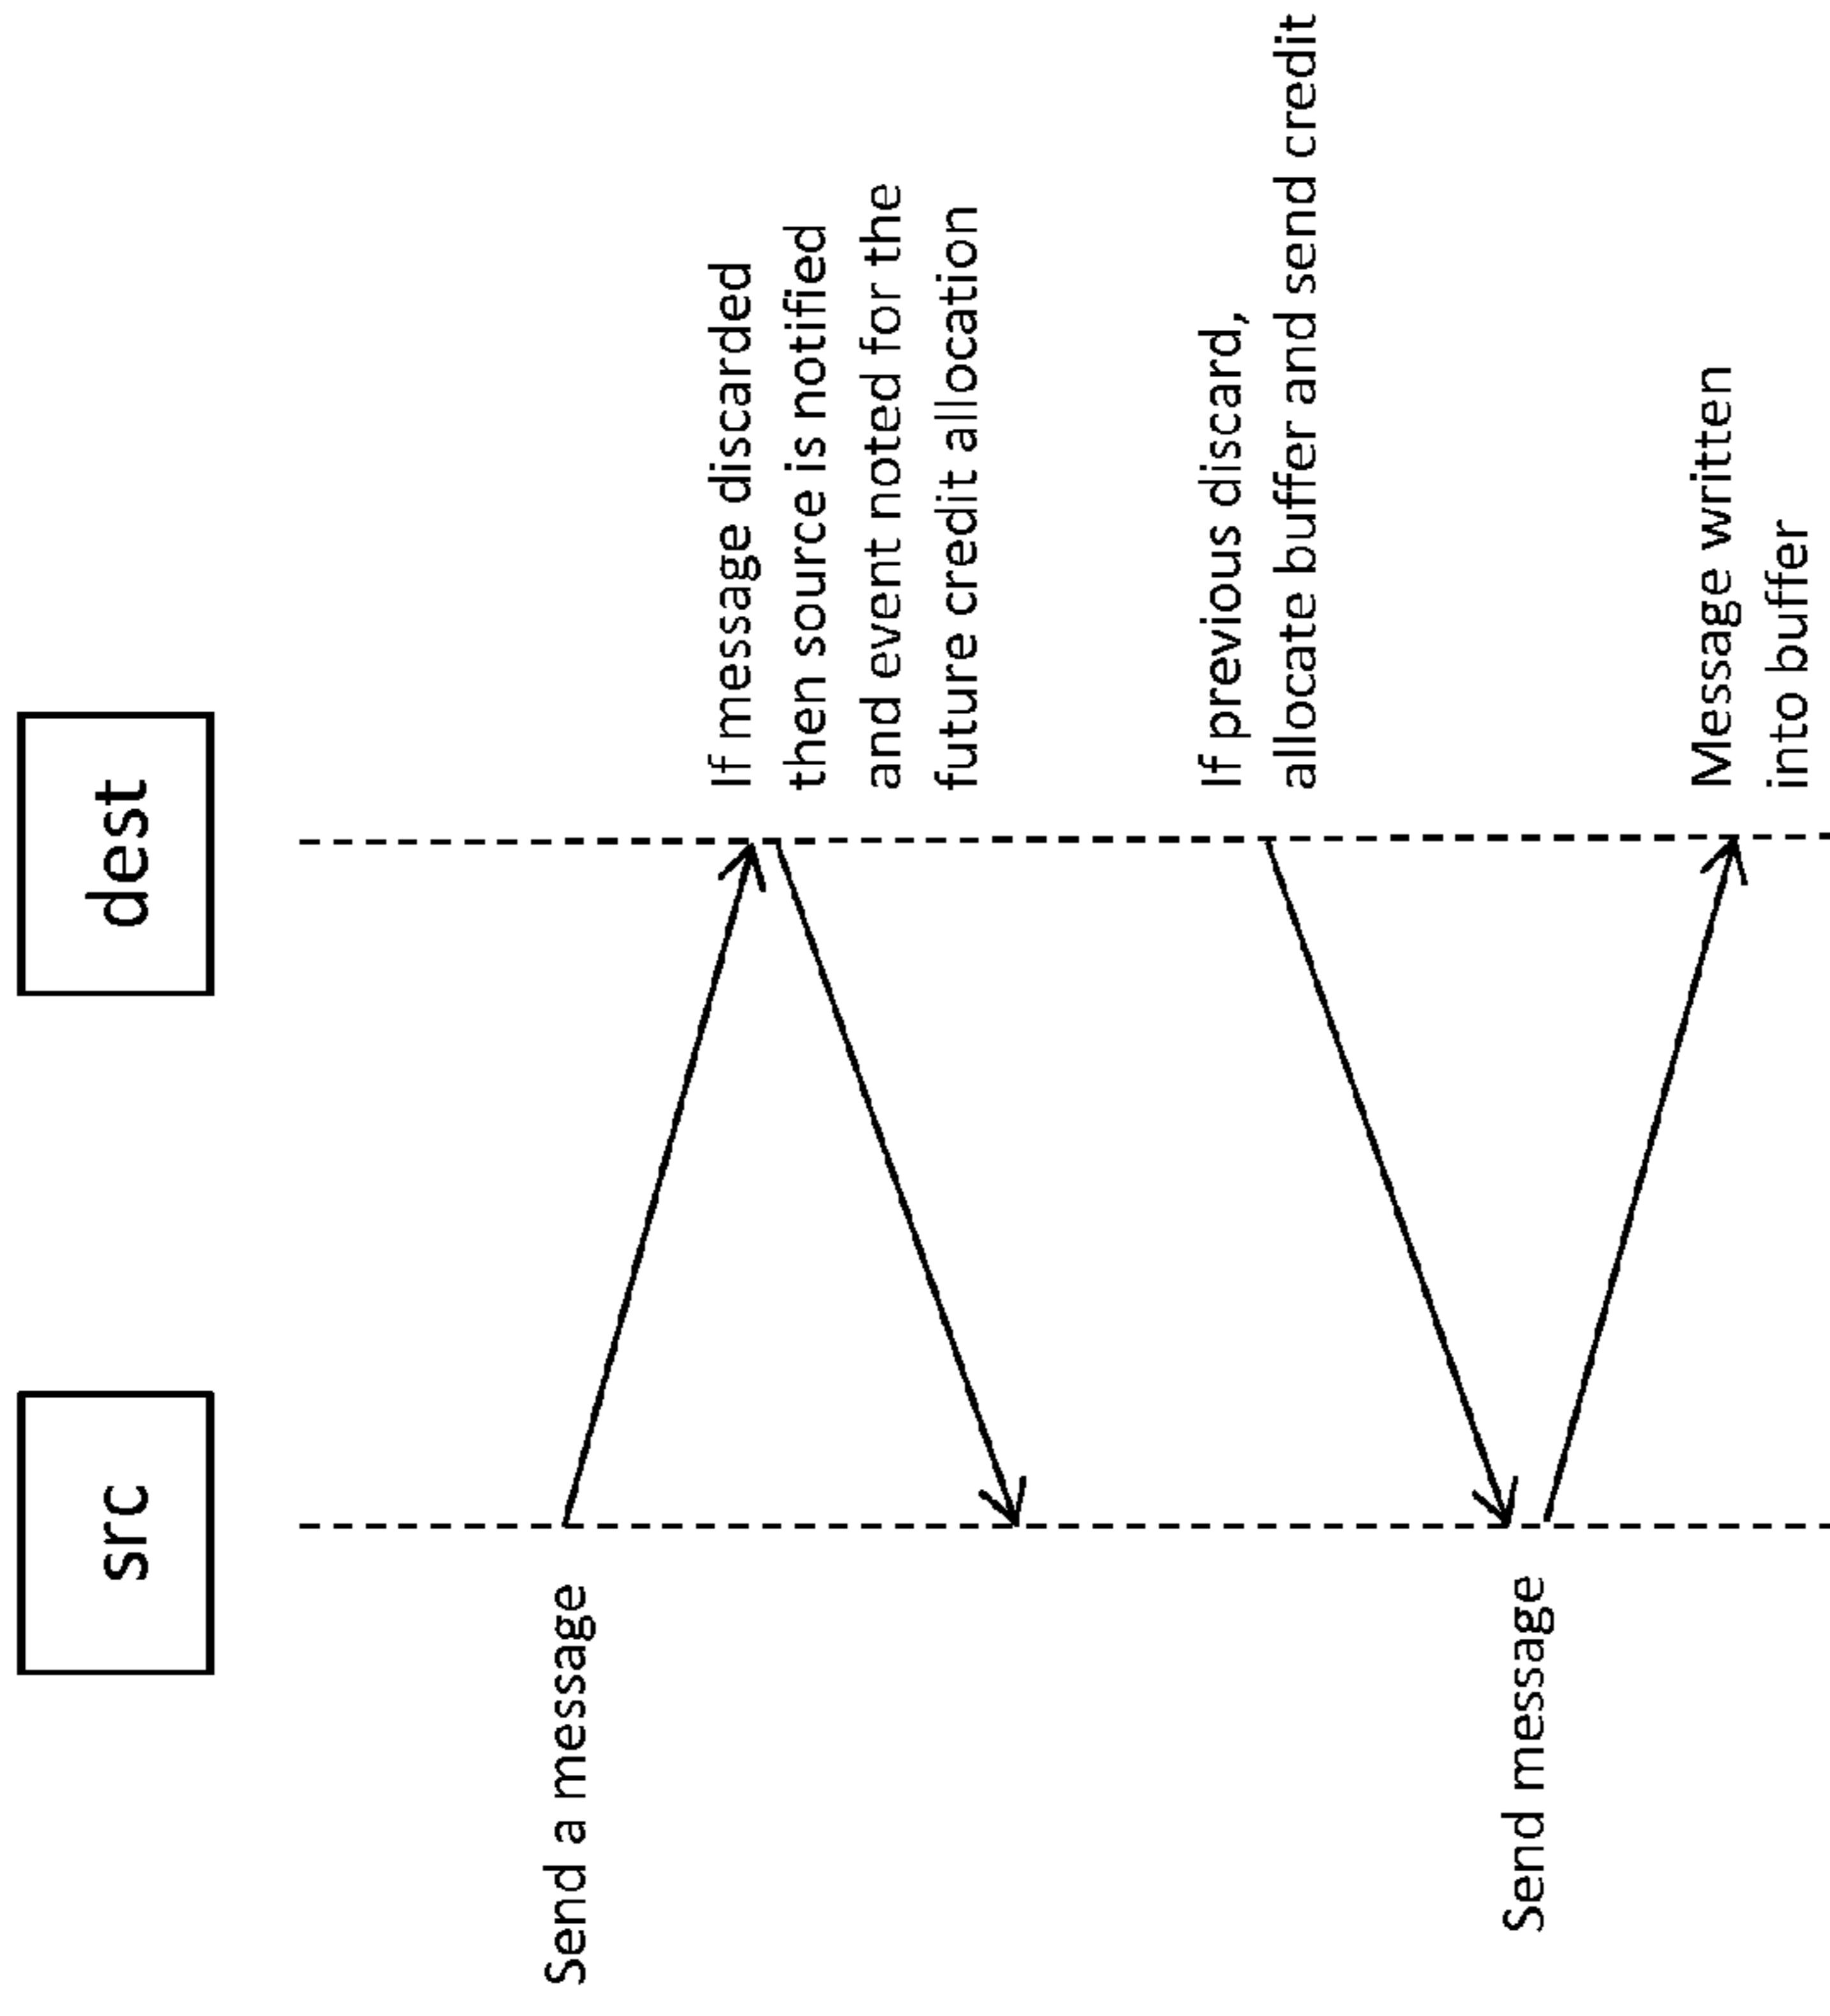 src
dest
Send a message
If message discarded
then source is notified
and event noted for the
future credit allocation
If previous discard,
allocate buffer and send credit
Send message
Message written
into buffer